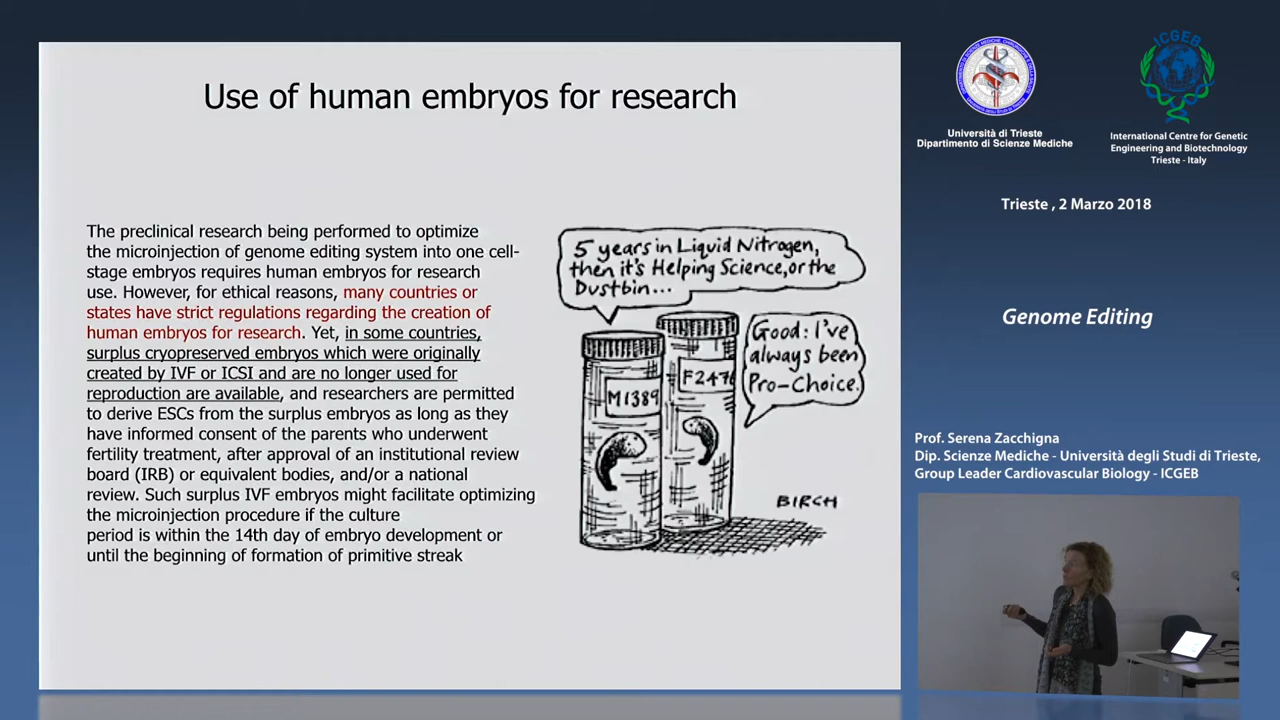 Use of human embryos for research
The preclinical research being performed to optimize
the microinjection of genome editing system into one cell-
stage embryos requires human embryos for research
use. However, for ethical reasons, many countries or
states have strict regulations regarding the creation of
human embryos for research. Yet, in some countries,
surplus cryopreserved embryos which were originally
created by IVF or ICSI and are no longer used for
reproduction are available, and researchers are permitted
to derive ESCs from the surplus embryos as long as they
have informed consent of the parents who underwent
fertility treatment, after approval of an institutional review
board (IRB) or equivalent bodies, and/or a national
review. Such surplus IVF embryos might facilitate optimizing
the microinjection procedure if the culture
period is within the 14th day of embryo development or
until the beginning of formation of primitive streak
5 years in Liquid Nitrogen,
then it's Helping Science, or the
Dustbin...
Good: I've
always been
Pro-Choice.
M1389
F2476
BIRCH
Università di Trieste
Dipartimento di Scienze Mediche
ICGEB
International Centre for Genetic
Engineering and Biotechnology
Trieste - Italy
Trieste , 2 Marzo 2018
Genome Editing
Prof. Serena Zacchigna
Dip. Scienze Mediche - Università degli Studi di Trieste,
Group Leader Cardiovascular Biology - ICGEB